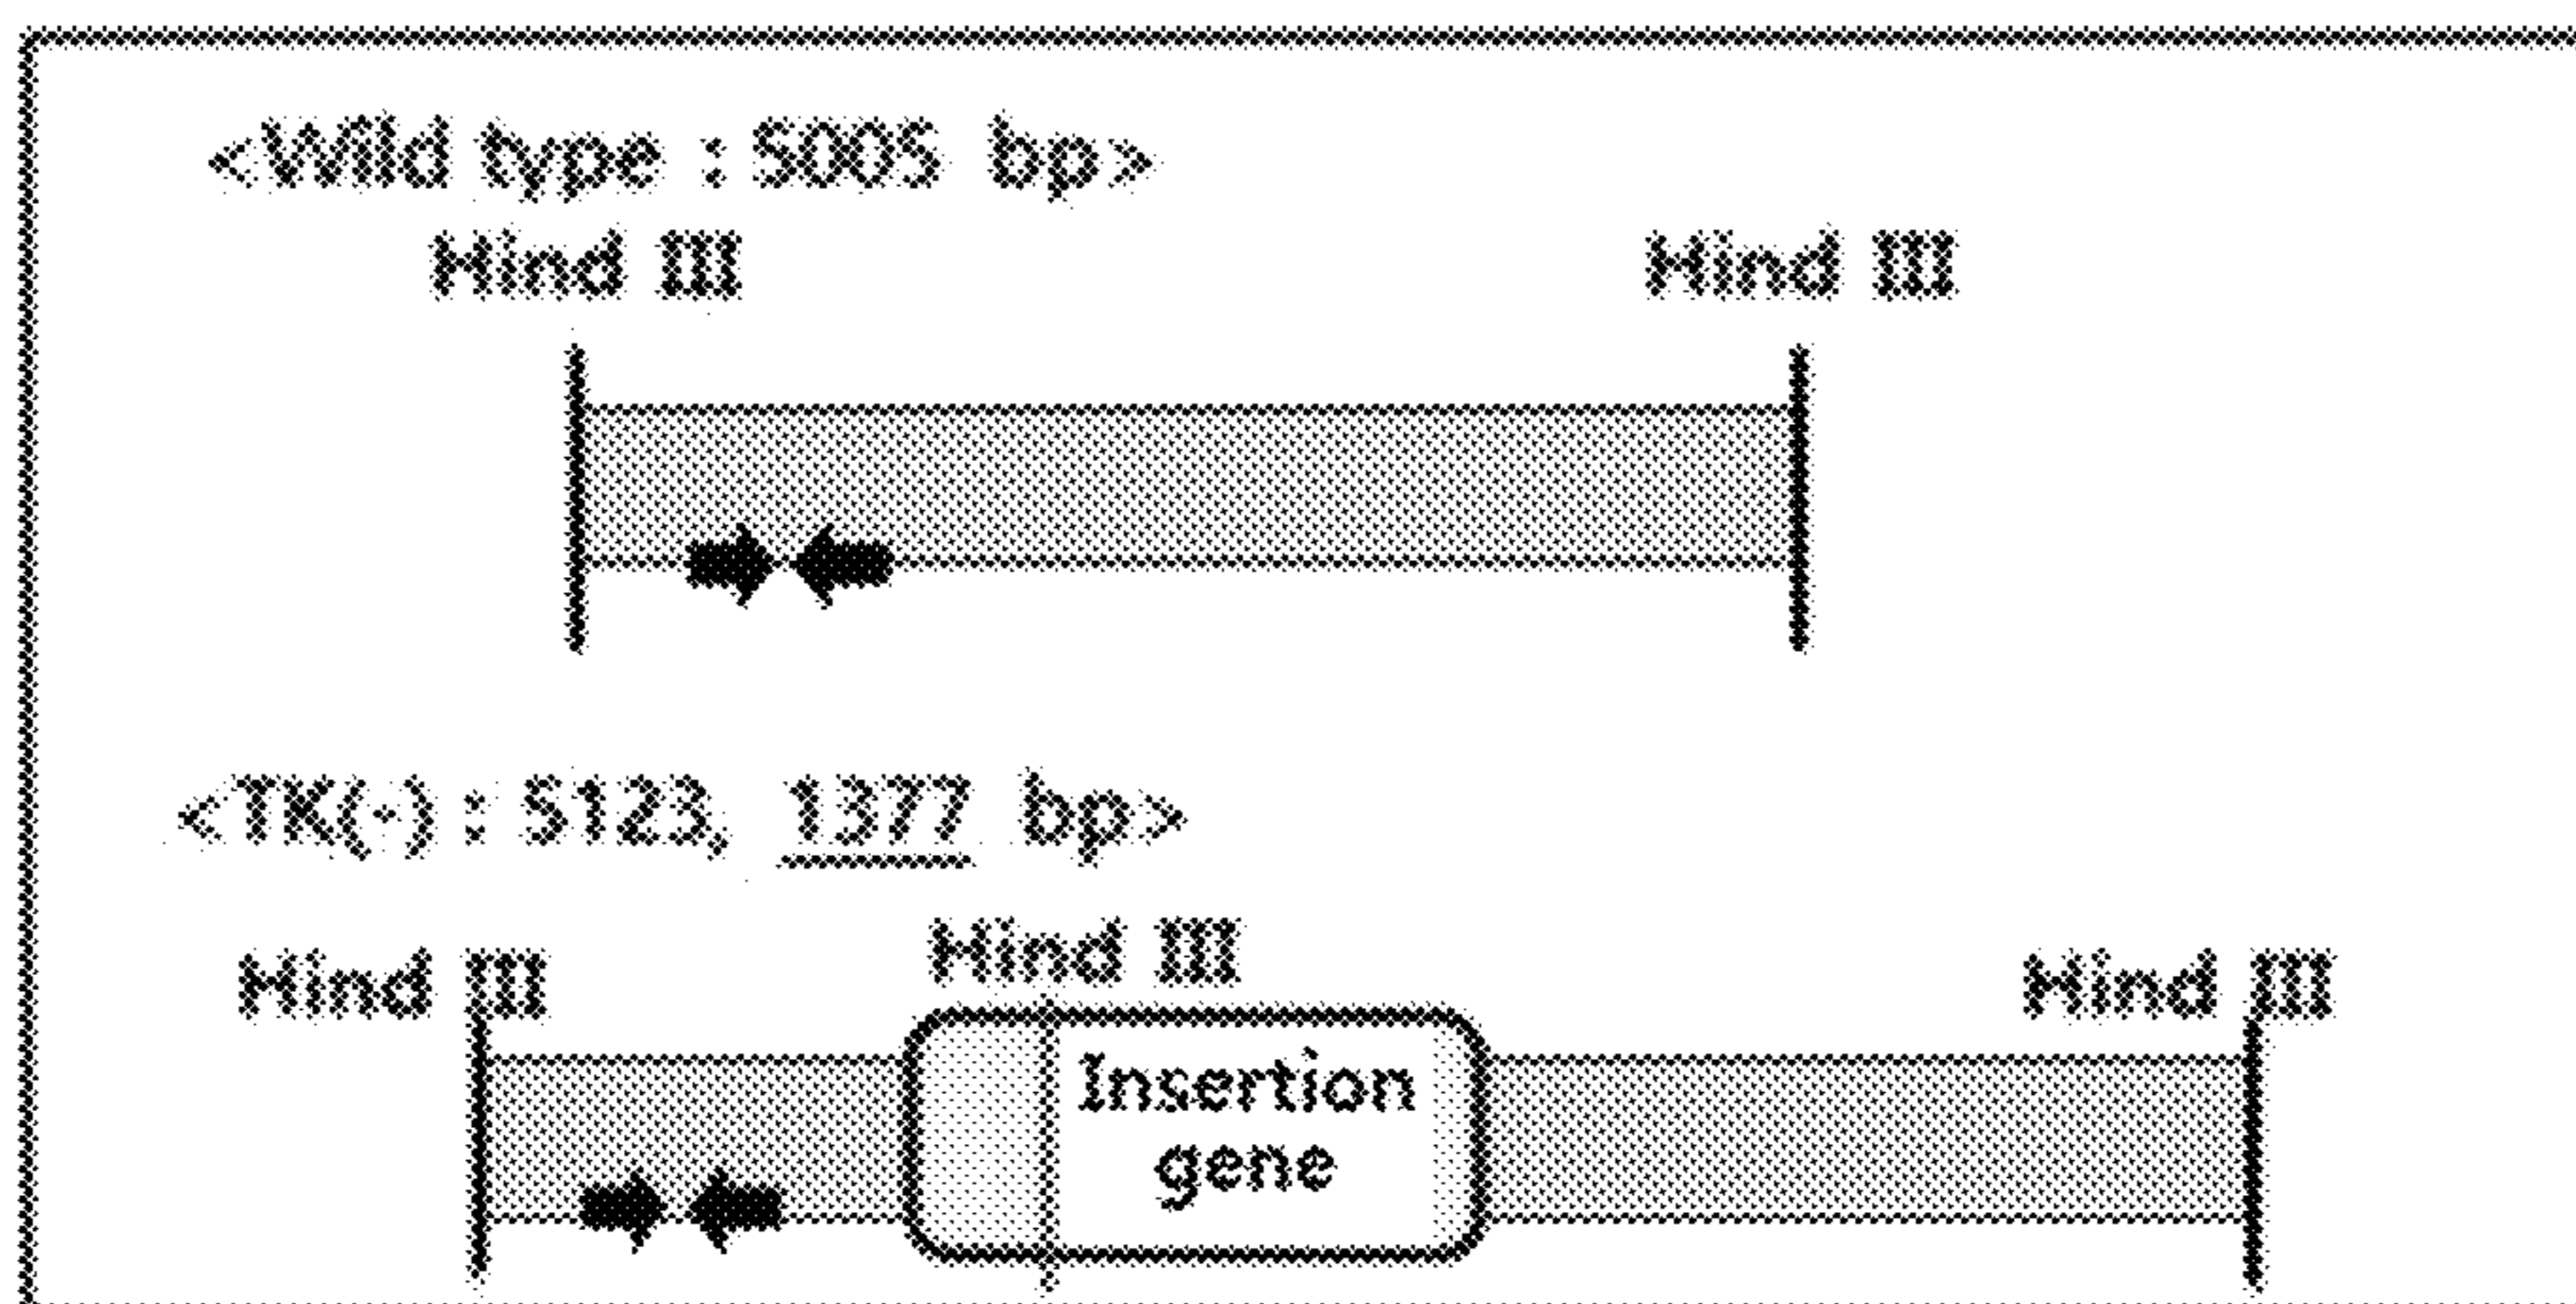 <Wild type : 5005 bp>
Hind III Hind III
<TK(-) : 5123, 1377 bp>
Hind III Hind III Hind III
Insertion
gene